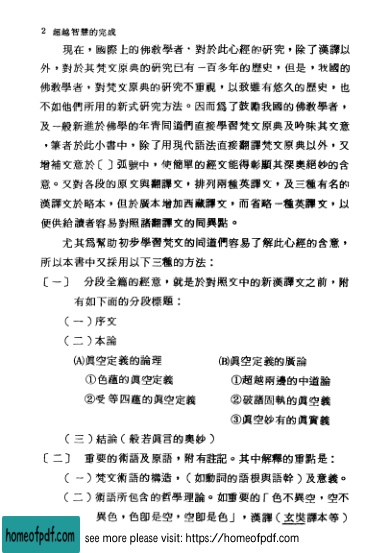 2 超越智慧的完成
現在，國際上的佛教學者，對於此心經的研究，除了漢譯以
外，對於其梵文原典的研究已有一百多年的歷史，但是，我國的
佛教學者，對梵文原典的研究不重視，以致雖有悠久的歷史，也
不如他們所用的新式研究方法。因而爲了鼓勵我國的佛教學者，
及一般新進於佛學的年青同道們直接學習梵文原典及吟味其文意
，筆者於此小書中，除了用現代語法直接翻譯梵文原典以外，又
增補文意於〔〕弧號中，使簡單的經文能得彰顯其深奧絕妙的含
意。又對各段的原文與翻譯文，排列兩種英譯文，及三種有名的
漢譯文於略本，但於廣本增加西藏譯文，而省略一種英譯文，以
便供給讀者容易對照諸翻譯文的同異點。
尤其爲幫助初步學習梵文的同道們容易了解此心經的含意，
所以本書中又採用以下三種的方法：
〔一〕 分段全篇的經意，就是於對照文中的新漢譯文之前，附
有如下面的分段標題：
（一）序文
（二）本論
(A)眞空定義的論理 (B)眞空定義的廣論
①色蘊的眞空定義 ①超越兩邊的中道論
②受等四蘊的眞空定義 ②破諸固執的眞空義
③眞空妙有的眞實義
（三）結論（般若眞言的奧妙）
〔二〕 重要的術語及原語，附有註記。其中解釋的重點是：
（一）梵文術語的構造，（如動詞的語根與語幹）及意義。
（二）術語所包含的哲學理論。如重要的「色不異空，空不
異色，色卽是空，空卽是色」，漢譯（玄奘譯本等）
homeofpdf.com see more please visit: https://homeofpdf.com